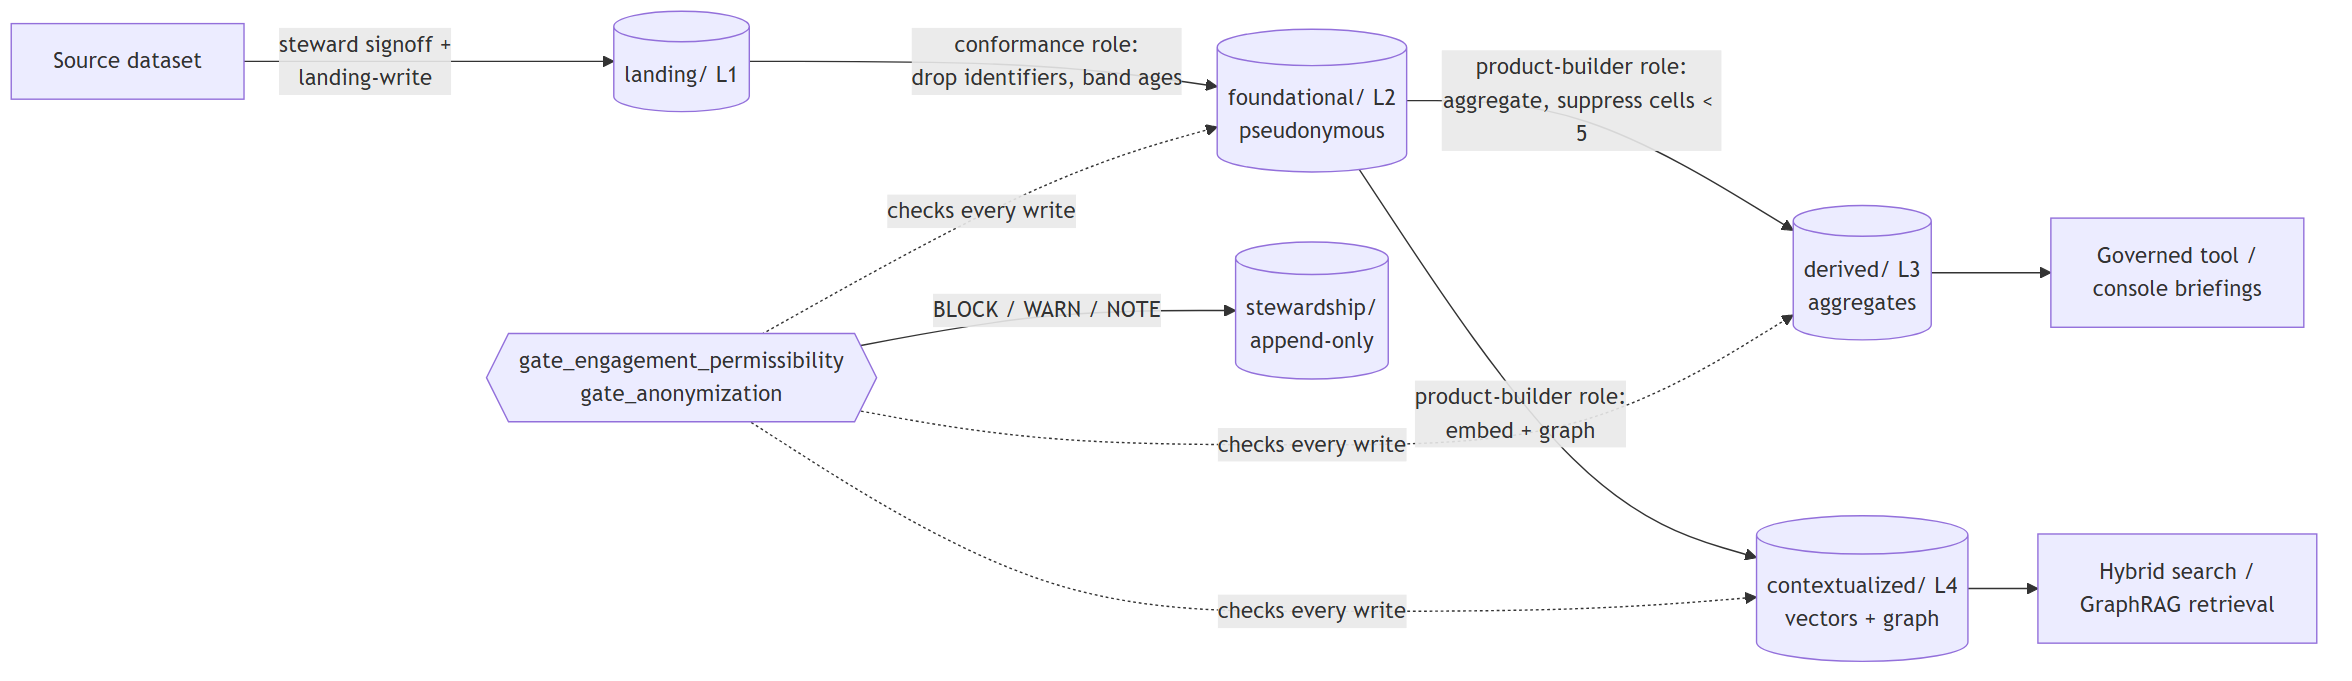 Source dataset
steward signoff +
landing-write
landing/ L1
conformance role:
drop identifiers, band ages
foundational/ L2
pseudonymous
product-builder role:
aggregate, suppress cells <
5
checks every write
BLOCK / WARN / NOTE
stewardship/
append-only
derived/ L3
aggregates
Governed tool /
console briefings
gate_engagement_permissibility
gate_anonymization
product-builder role:
embed + graph
checks every write
checks every write
contextualized/ L4
vectors + graph
Hybrid search /
GraphRAG retrieval